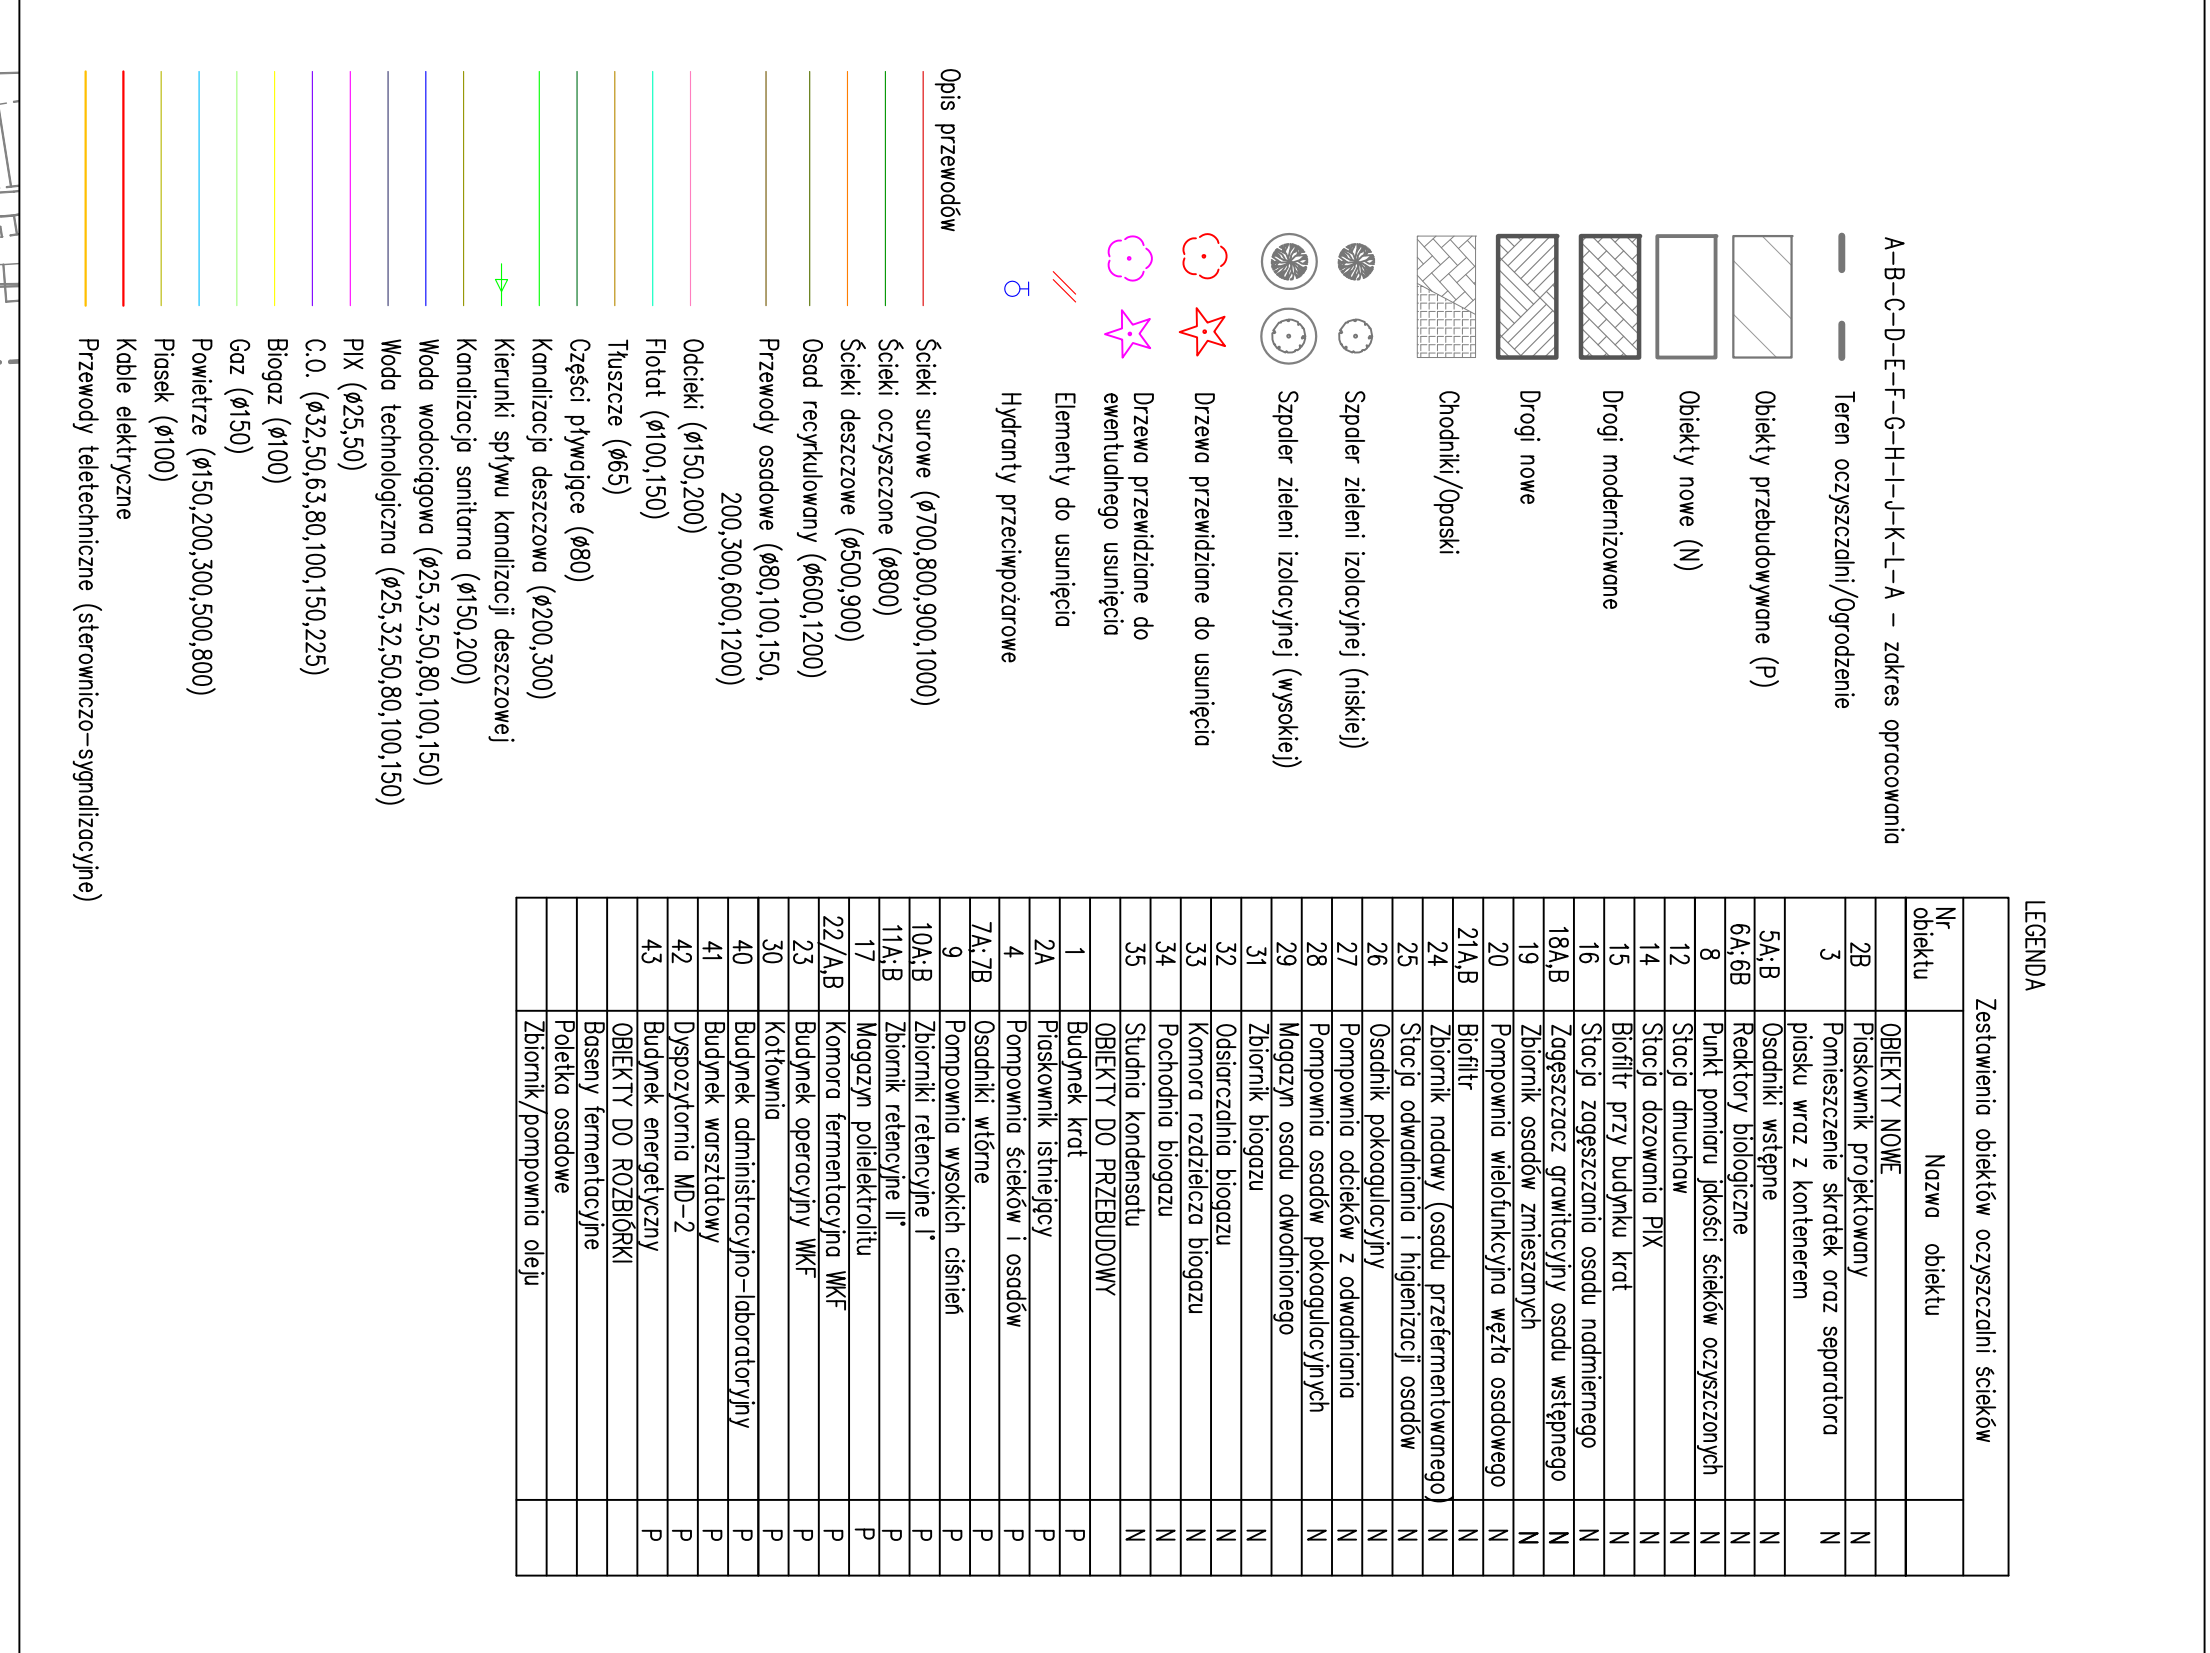 LEGENDA
A-B-C-D-E-F-G-H-I-J-K-L-A - zakres opracowania
Teren oczyszczalni/Ogrodzenie
Obiekty przebudowywane (P)
Obiekty nowe (N)
Drogi modernizowane
Drogi nowe
Chodniki/Opaski
Szpaler zieleni izolacyjnej (niskiej)
Szpaler zieleni izolacyjnej (wysokiej)
Drzewa przewidziane do usunięcia
Drzewa przewidziane do
ewentualnego usunięcia
Elementy do usunięcia
Hydranty przeciwpożarowe
Opis przewodów
Ścieki surowe (ø700,800,900,1000)
Ścieki oczyszczone (ø800)
Ścieki deszczowe (ø500,900)
Osad recyrkulowany (ø600,1200)
Przewody osadowe (ø80,100,150,
200,300,600,1200)
Odcieki (ø150,200)
Flotat (ø100,150)
Tłuszcze (ø65)
Części pływające (ø80)
Kanalizacja deszczowa (ø200,300)
Kierunki spływu kanalizacji deszczowej
Kanalizacja sanitarna (ø150,200)
Woda wodociągowa (ø25,32,50,80,100,150)
Woda technologiczna (ø25,32,50,80,100,150)
PIX (ø25,50)
C.O. (ø32,50,63,80,100,150,225)
Biogaz (ø100)
Gaz (ø150)
Powietrze (ø150,200,300,500,800)
Piasek (ø100)
Kable elektryczne
Przewody teletechniczne (sterowniczo-sygnalizacyjne)
Zestawienia obiektów oczyszczalni ścieków
Nr
obiektu
Nazwa obiektu
OBIEKTY NOWE
2B Piaskownik projektowany N
3 Pomieszczenie skratek oraz separatora N
piasku wraz z kontenerem
5A;B Osadniki wstępne N
6A;6B Reaktory biologiczne N
8 Punkt pomiaru jakości ścieków oczyszczonych N
12 Stacja dmuchaw N
14 Stacja dozowania PIX N
15 Biofiltr przy budynku krat N
16 Stacja zagęszczania osadu nadmiernego N
18A,B Zagęszczacz grawitacyjny osadu wstępnego N
19 Zbiornik osadów zmieszanych N
20 Pompownia wielofunkcyjna węzła osadowego N
21A,B Biofiltr N
24 Zbiornik nadawy (osadu przefermentowanego) N
25 Stacja odwadniania i higienizacji osadów N
26 Osadnik pokoagulacyjny N
27 Pompownia odcieków z odwadniania N
28 Pompownia osadów pokoagulacyjnych N
29 Magazyn osadu odwodnionego
31 Zbiornik biogazu N
32 Odsiarczalnia biogazu N
33 Komora rozdzielcza biogazu N
34 Pochodnia biogazu N
35 Studnia kondensatu N
OBIEKTY DO PRZEBUDOWY
1 Budynek krat P
2A Piaskownik istniejący P
4 Pompownia ścieków i osadów P
7A;7B Osadniki wtórne P
9 Pompownia wysokich ciśnień P
10A;B Zbiorniki retencyjne I° P
11A;B Zbiornik retencyjne II° P
17 Magazyn polielektrolitu P
22/A,B Komora fermentacyjna WKF P
23 Budynek operacyjny WKF P
30 Kotłownia P
40 Budynek administracyjno-laboratoryjny P
41 Budynek warsztatowy P
42 Dyspozytornia MD-2 P
43 Budynek energetyczny P
OBIEKTY DO ROZBIÓRKI
Baseny fermentacyjne
Poletka osadowe
Zbiornik/pompownia oleju